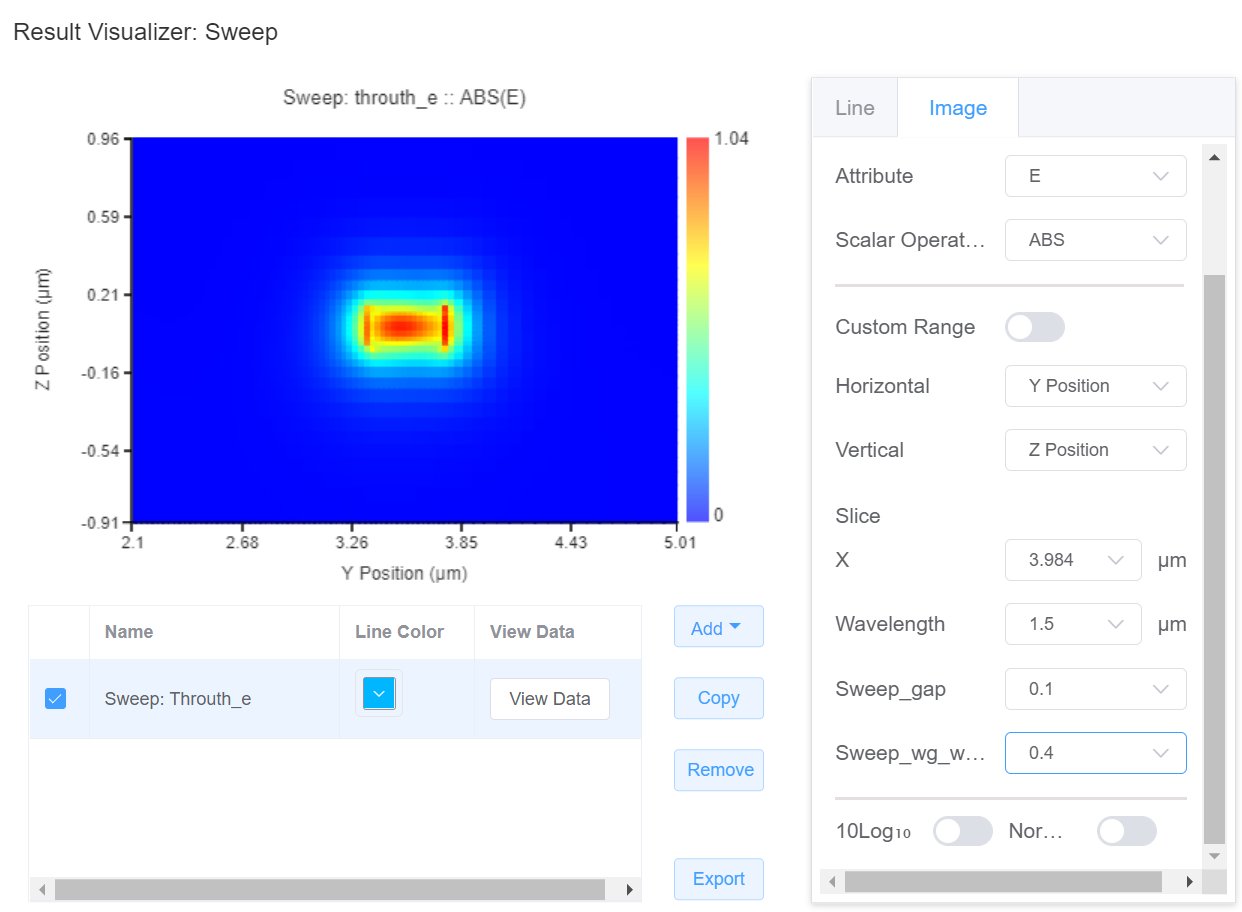 Result Visualizer: Sweep
Sweep: throuth_e :: ABS(E)
0.96
0.59
0.21
-0.16
-0.54
-0.91
Z Position (μm)
2.1 2.68 3.26 3.85 4.43 5.01
Y Position (μm)
1.04
0
Name Line Color View Data
Sweep: Throuth_e View Data
Add
Copy
Remove
Export
Line Image
Attribute E
Scalar Operat... ABS
Custom Range
Horizontal Y Position
Vertical Z Position
Slice
X 3.984 μm
Wavelength 1.5 μm
Sweep_gap 0.1
Sweep_wg_w... 0.4
10Log₁₀ Nor...